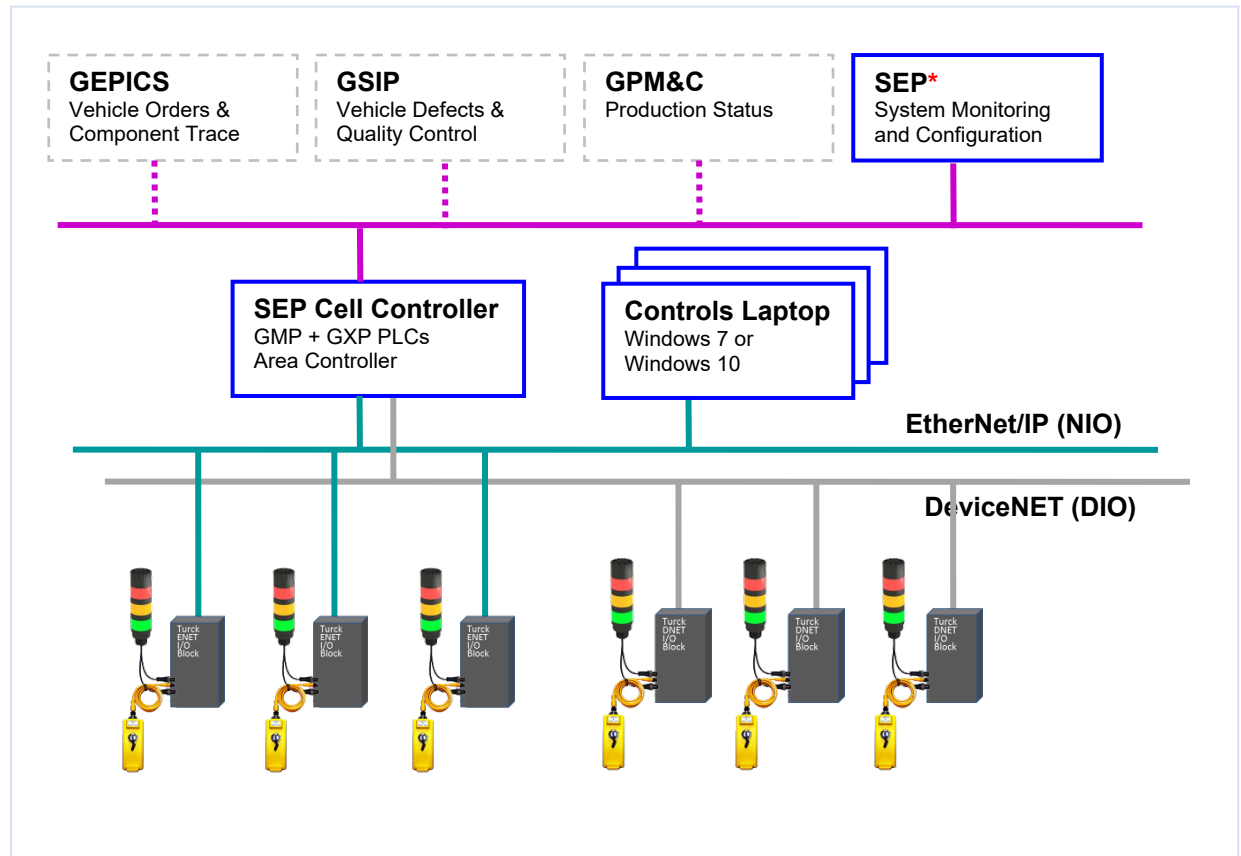 GEPICS
Vehicle Orders &
Component Trace
GSIP
Vehicle Defects &
Quality Control
GPM&C
Production Status
SEP*
System Monitoring
and Configuration
SEP Cell Controller
GMP + GXP PLCs
Area Controller
Controls Laptop
Windows 7 or
Windows 10
EtherNet/IP (NIO)
DeviceNET (DIO)
Turck
ENET
I/O
Block
Turck
ENET
I/O
Block
Turck
ENET
I/O
Block
Turck
DNET
I/O
Block
Turck
DNET
I/O
Block
Turck
DNET
I/O
Block